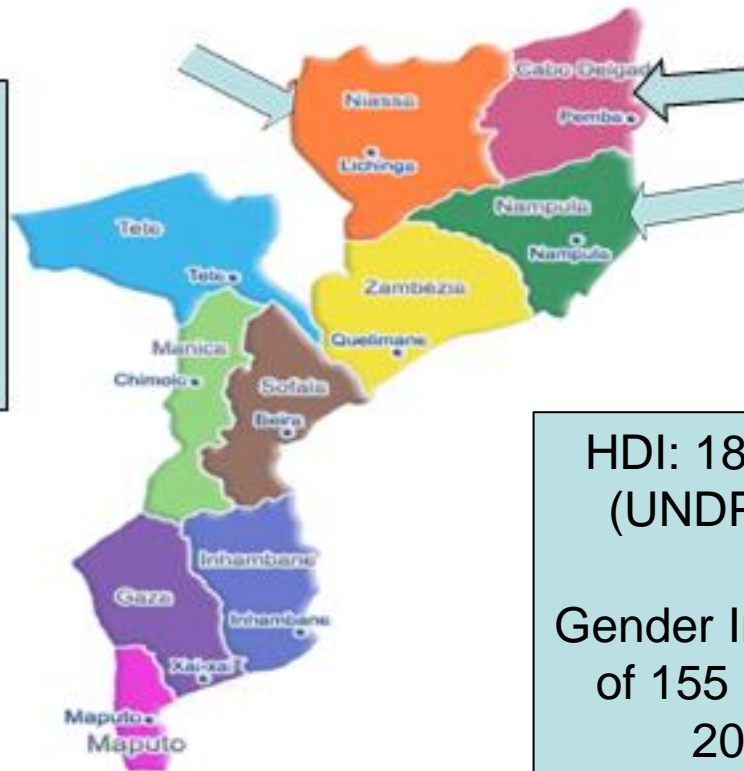 Cabo Delgad
Niassa
Pemba
Lichinga
Nampula
Tete
Nampula
Tete
Zambézia
Quelimane
Manica
Chimoio
Sofala
Beira
Inhambane
Gaza
Inhambane
Xai-xai
Maputo
Maputo
HDI: 18
(UNDP
Gender In
of 155
20